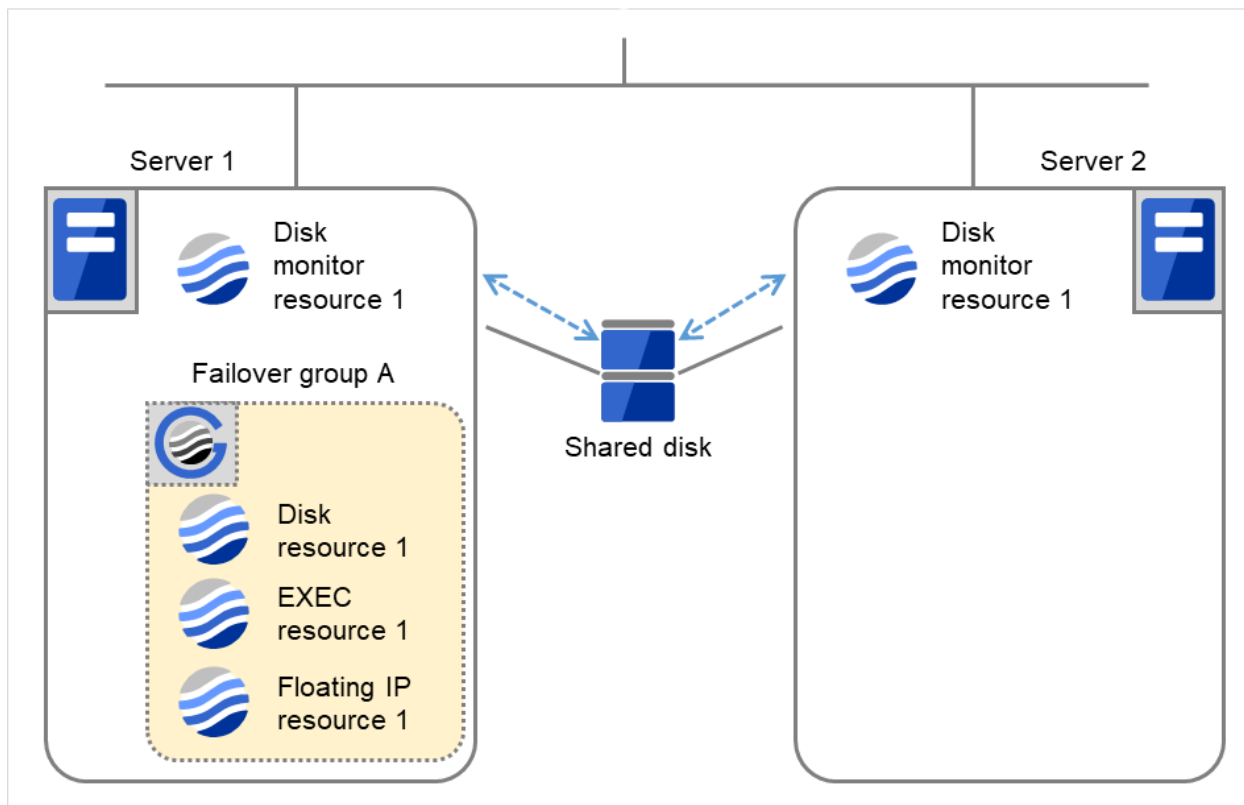 Server 1
Server 2
Disk
monitor
resource 1
Disk
monitor
resource 1
Failover group A
Shared disk
Disk
resource 1
EXEC
resource 1
Floating IP
resource 1